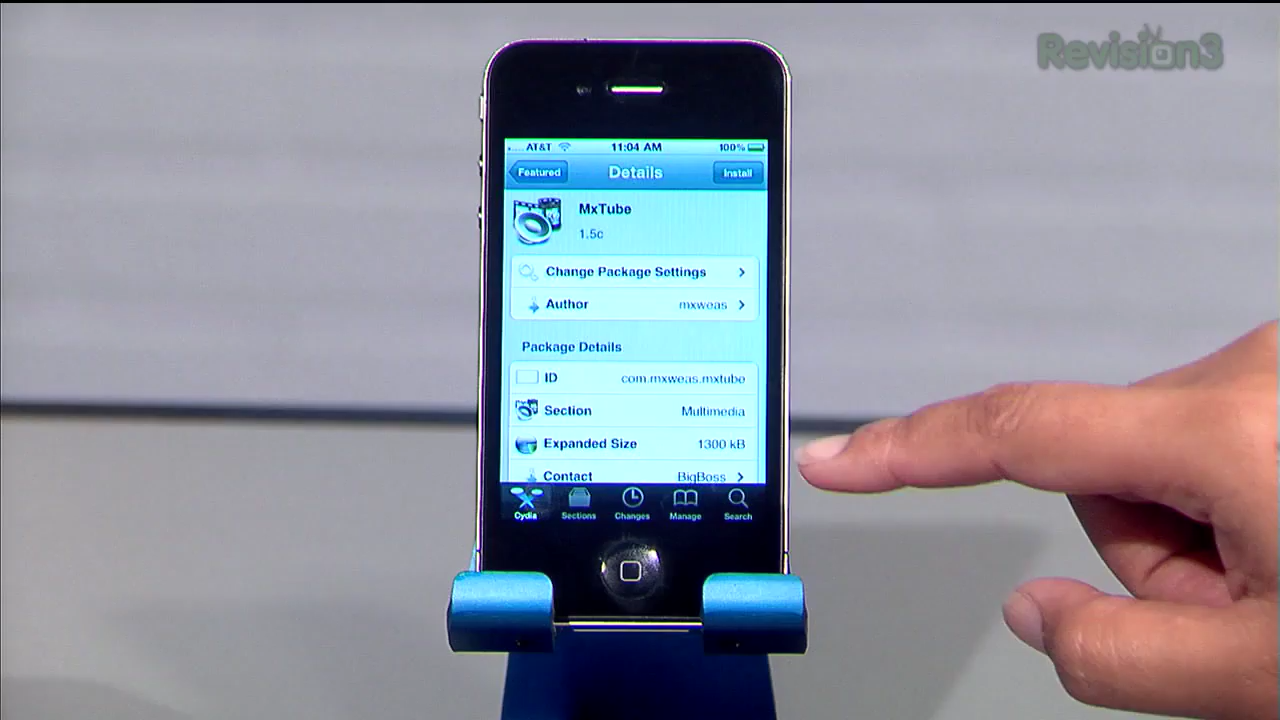 Revision3
..... AT&T 11:04 AM 100%
Featured Details Install
MxTube
1.5c
Change Package Settings
Author mxweas
Package Details
ID com.mxweas.mxtube
Section Multimedia
Expanded Size 1300 kB
Contact BigBoss
Cydia Sections Changes Manage Search